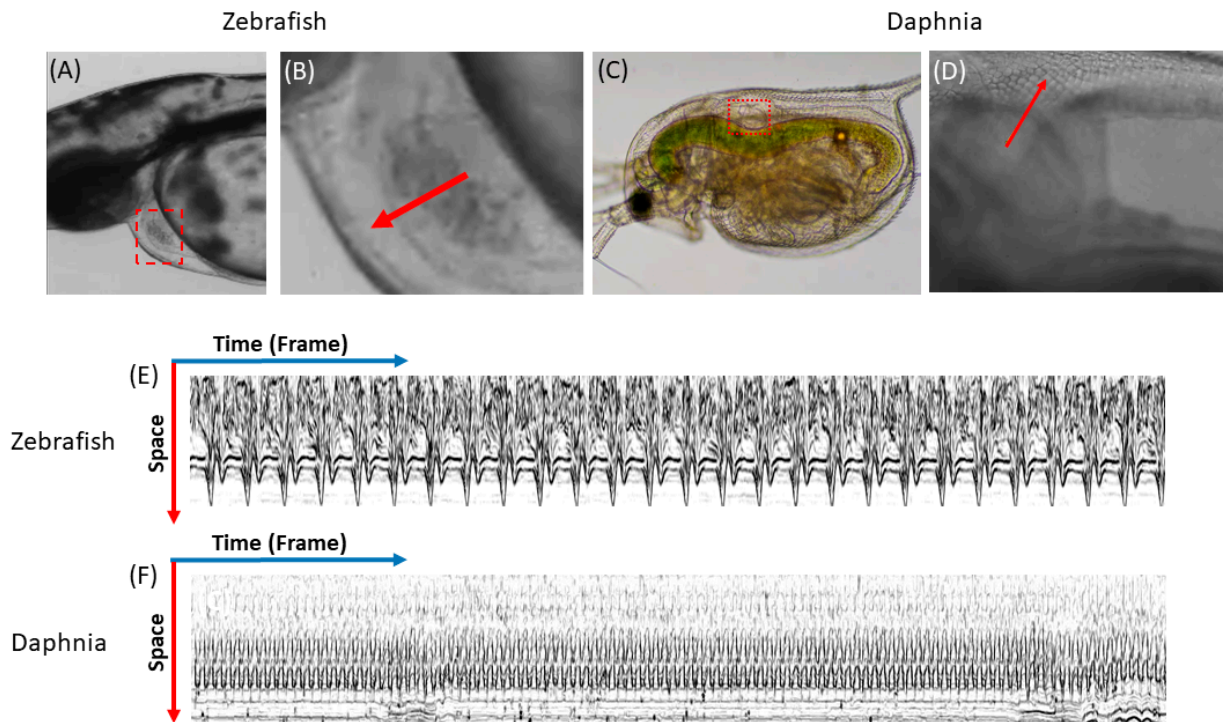 Zebrafish
Daphnia
(A)
(B)
(C)
(D)
Time (Frame)
(E)
Zebrafish
Space
Time (Frame)
(F)
Daphnia
Space